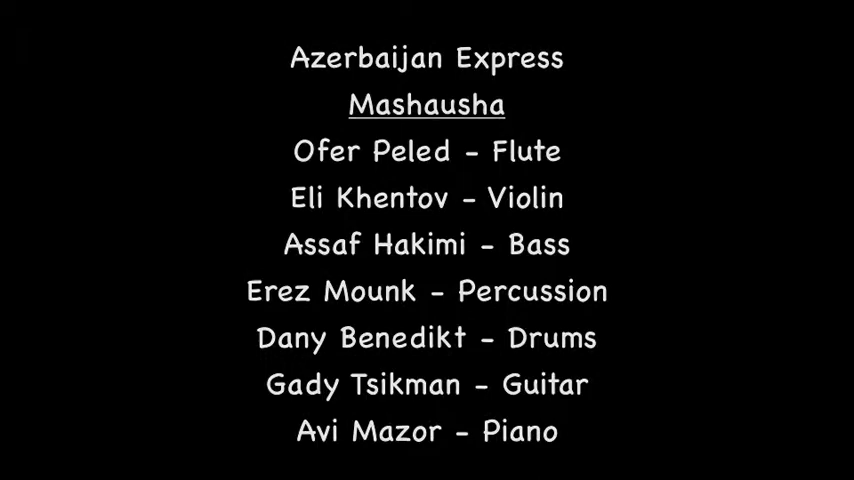 Azerbaijan Express
Mashausha
Ofer Peled - Flute
Eli Khentov - Violin
Assaf Hakimi - Bass
Erez Mounk - Percussion
Dany Benedikt - Drums
Gady Tsikman - Guitar
Avi Mazor - Piano